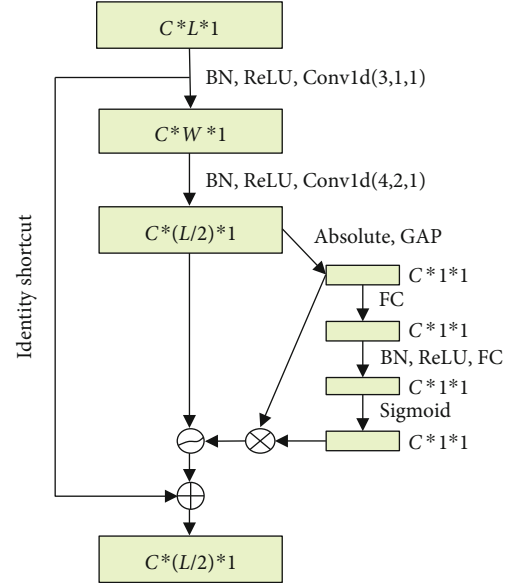 C*L*1
BN, ReLU, Conv1d(3,1,1)
C*W*1
BN, ReLU, Conv1d(4,2,1)
C*(L/2)*1
Absolute, GAP
C*1*1
FC
C*1*1
BN, ReLU, FC
C*1*1
Sigmoid
C*1*1
Identity shortcut
C*(L/2)*1